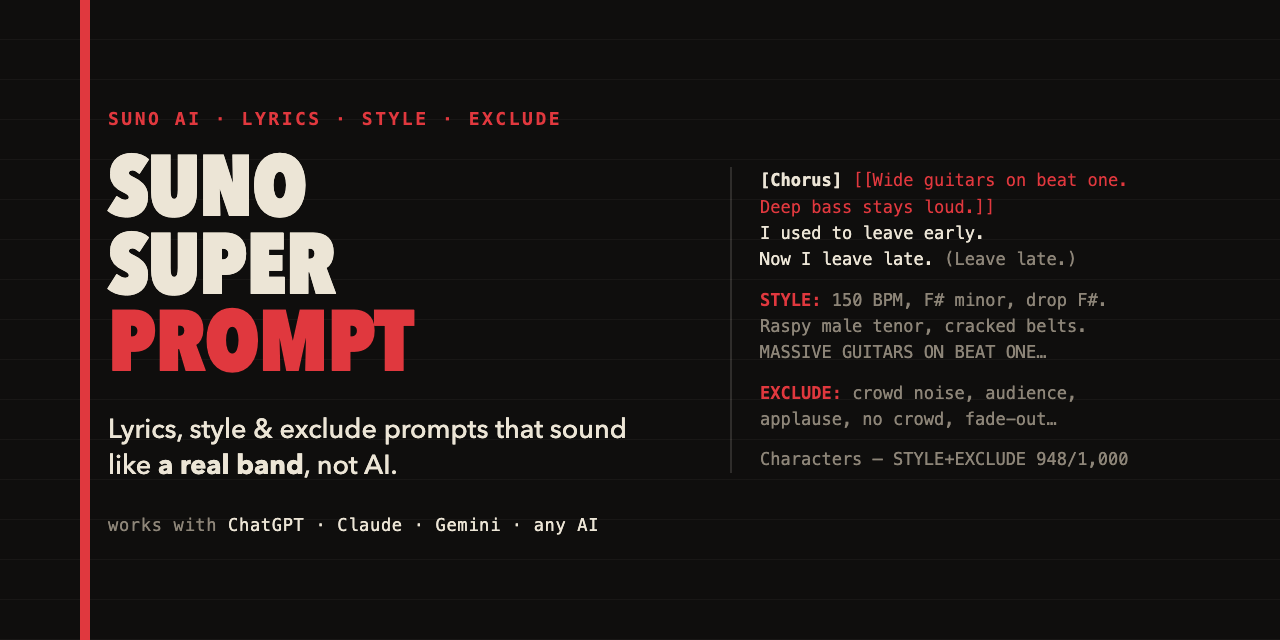 SUNO AI · LYRICS · STYLE · EXCLUDE
SUNO
SUPER
PROMPT
Lyrics, style & exclude prompts that sound
like a real band, not AI.
works with ChatGPT · Claude · Gemini · any AI
[Chorus] [[Wide guitars on beat one.
Deep bass stays loud.]]
I used to leave early.
Now I leave late. (Leave late.)
STYLE: 150 BPM, F# minor, drop F#.
Raspy male tenor, cracked belts.
MASSIVE GUITARS ON BEAT ONE…
EXCLUDE: crowd noise, audience,
applause, no crowd, fade-out…
Characters — STYLE+EXCLUDE 948/1,000